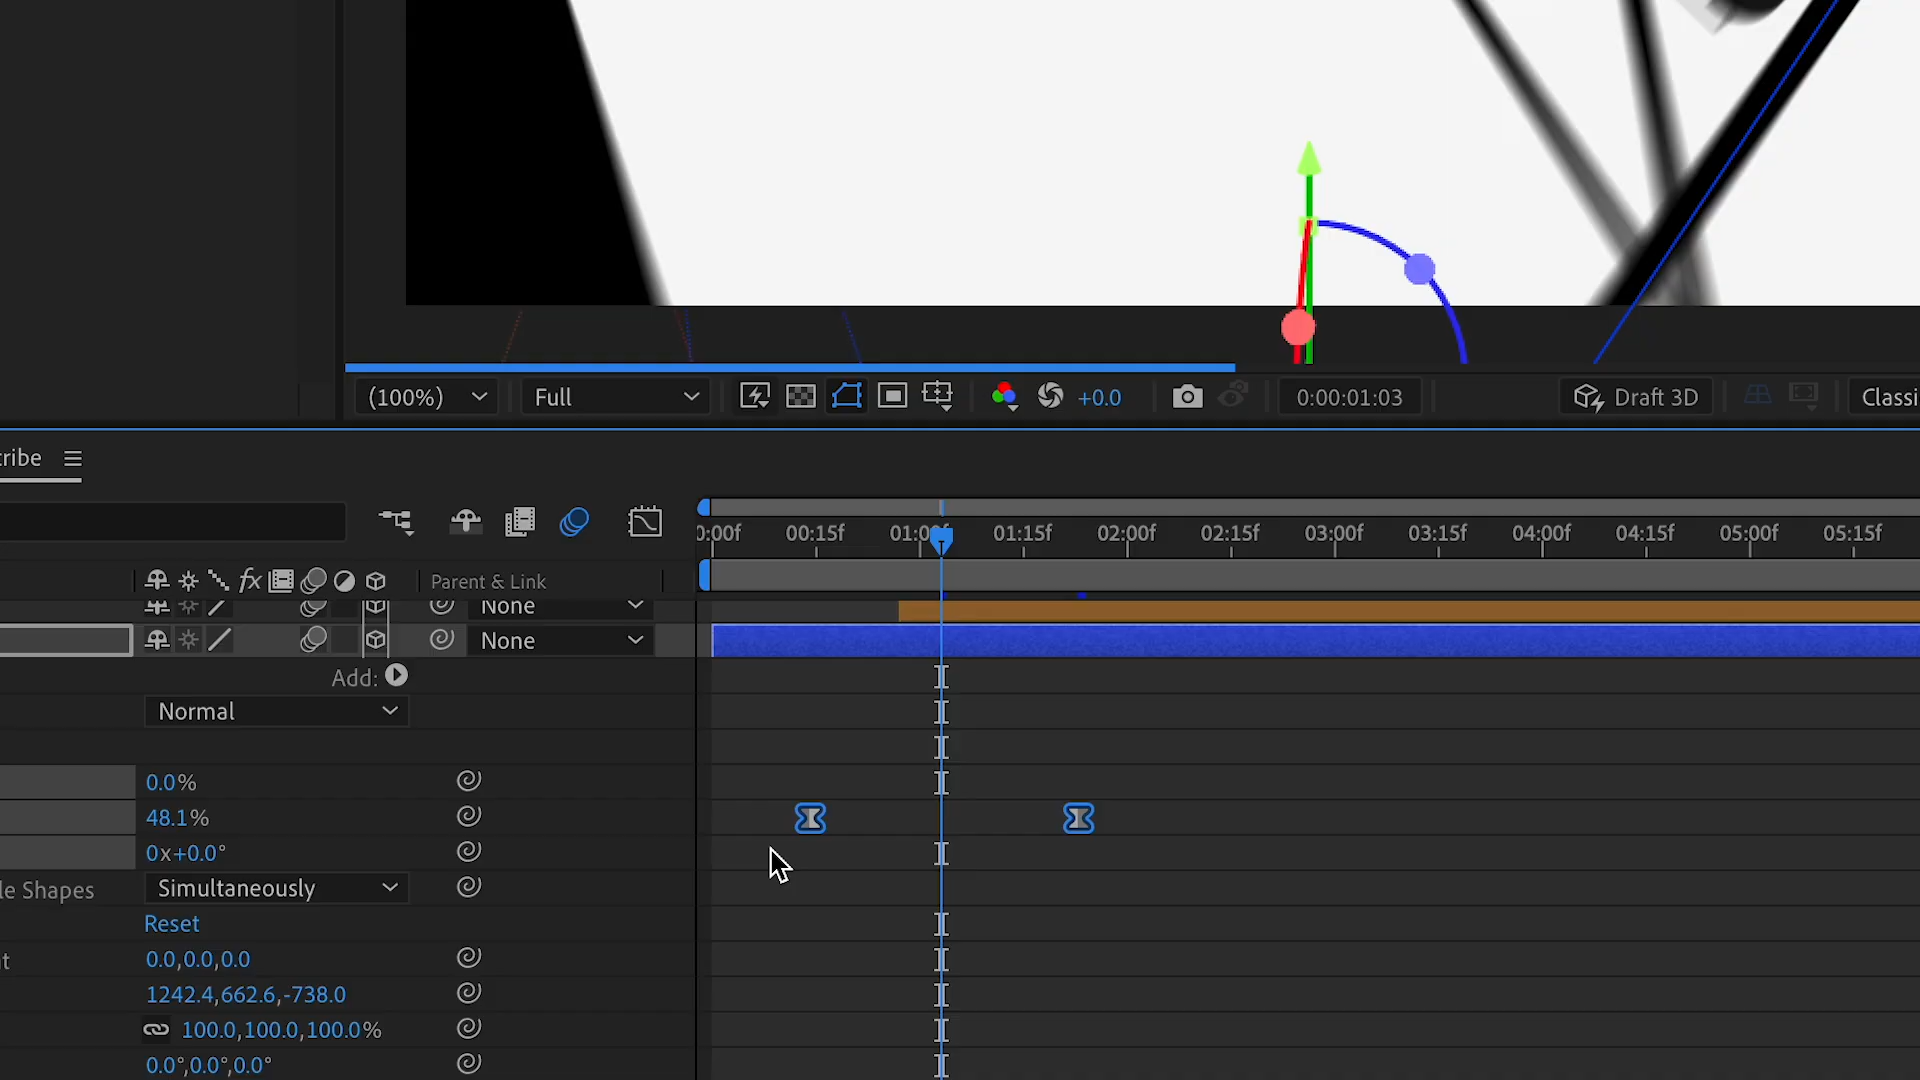 (100%) Full +0.0 0:00:01:03 Draft 3D Classi
cribe
0:00f 00:15f 01:00f 01:15f 02:00f 02:15f 03:00f 03:15f 04:00f 04:15f 05:00f 05:15f
fx Parent & Link
None
None
Add:
Normal
0.0%
48.1%
0x+0.0°
le Shapes Simultaneously
Reset
t 0.0,0.0,0.0
1242.4,662.6,-738.0
100.0,100.0,100.0%
0.0°,0.0°,0.0°